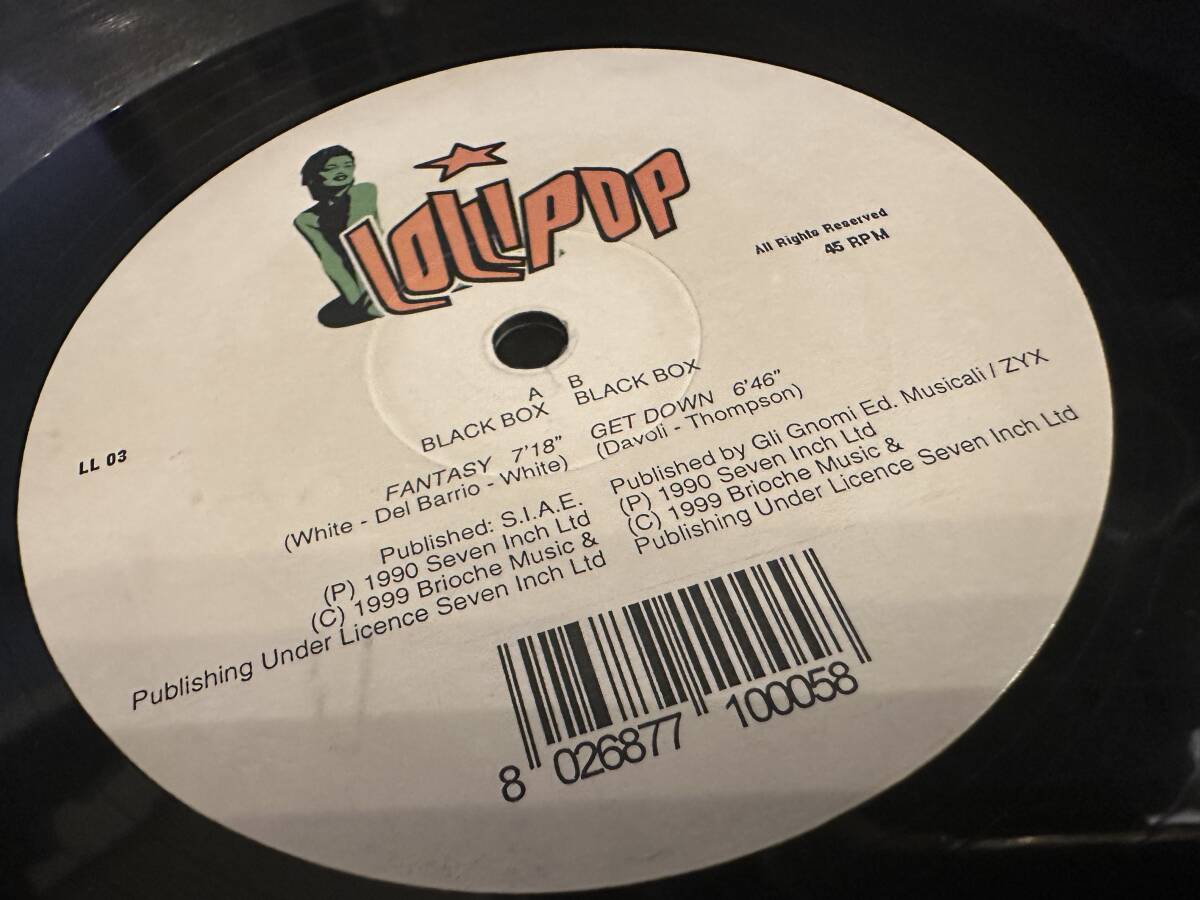 LOLLIPOP
All Rights Reserved
45 RPM
LL 03
A
BLACK BOX
FANTASY 7'18"
(White - Del Barrio - White)
Published: S.I.A.E.
(P) 1990 Seven Inch Ltd
(C) 1999 Brioche Music &
Publishing Under Licence Seven Inch Ltd
B
BLACK BOX
GET DOWN 6'46"
(Davoli - Thompson)
Published by Gli Gnomi Ed. Musicali / ZYX
(P) 1990 Seven Inch Ltd
(C) 1999 Brioche Music &
Publishing Under Licence Seven Inch Ltd
8 026877 100058